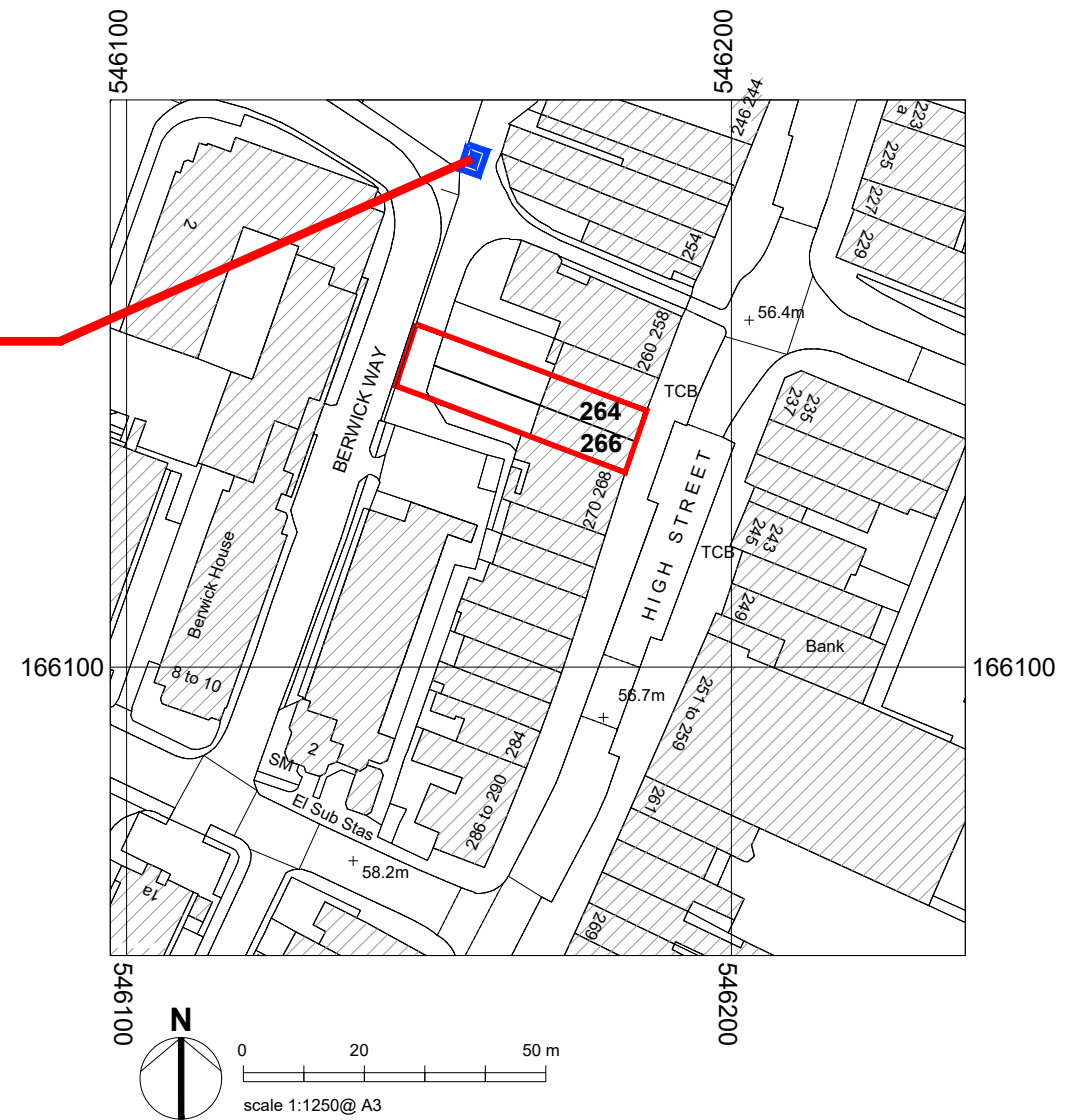 546100
546200
246 244
223
a
225
227
229
2
254
260 258
56.4m
TCB
BERWICK WAY
264
266
235
237
270 268
HIGH STREET
243
245
TCB
249
Berwick House
Bank
8 to 10
166100
166100
56.7m
251 to 259
284
2
SM
El Sub Stas
286 to 290
261
58.2m
1a
269
546100
546200
N
0 20 50 m
scale 1:1250@ A3